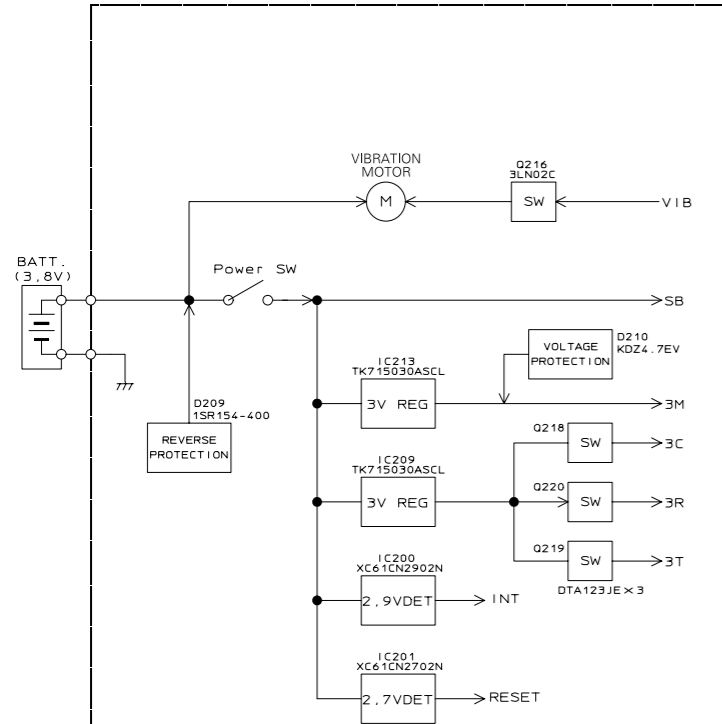 VIBRATION
MOTOR
M
Q216
3LN02C
SW
VIB
BATT.
(3,8V)
Power SW
SB
D209
1SR154-400
REVERSE
PROTECTION
IC213
TK715030ASCL
3V REG
VOLTAGE
PROTECTION
D210
KDZ4.7EV
3M
IC209
TK715030ASCL
3V REG
Q218
SW
3C
Q220
SW
3R
Q219
SW
3T
DTA123JE×3
IC200
XC61CN2902N
2,9VDET
INT
IC201
XC61CN2702N
2,7VDET
RESET